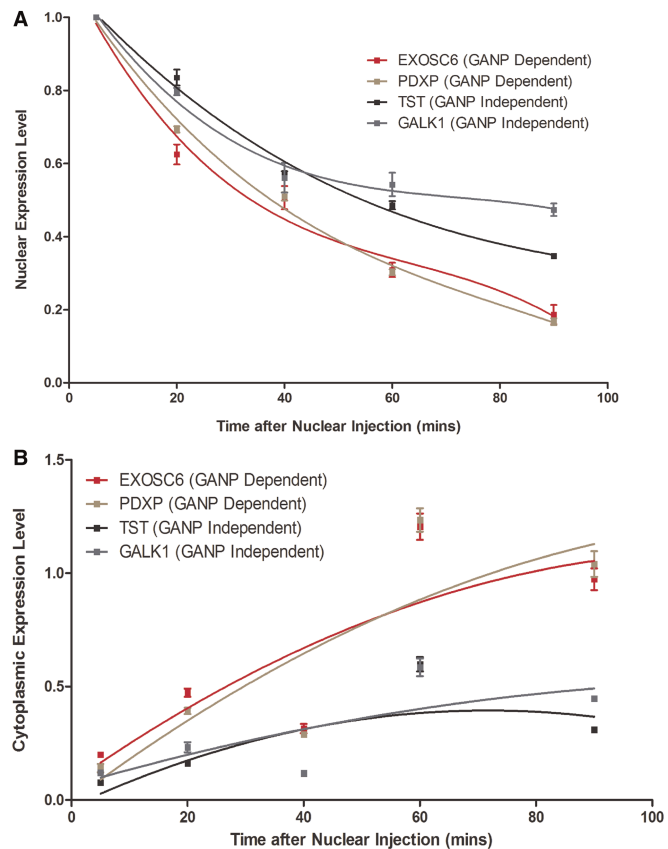 A
1.0
0.8
0.6
0.4
0.2
0.0
Nuclear Expression Level
EXOSC6 (GANP Dependent)
PDXP (GANP Dependent)
TST (GANP Independent)
GALK1 (GANP Independent)
0 20 40 60 80 100
Time after Nuclear Injection (mins)
B
1.5
1.0
0.5
0.0
Cytoplasmic Expression Level
EXOSC6 (GANP Dependent)
PDXP (GANP Dependent)
TST (GANP Independent)
GALK1 (GANP Independent)
0 20 40 60 80 100
Time after Nuclear Injection (mins)